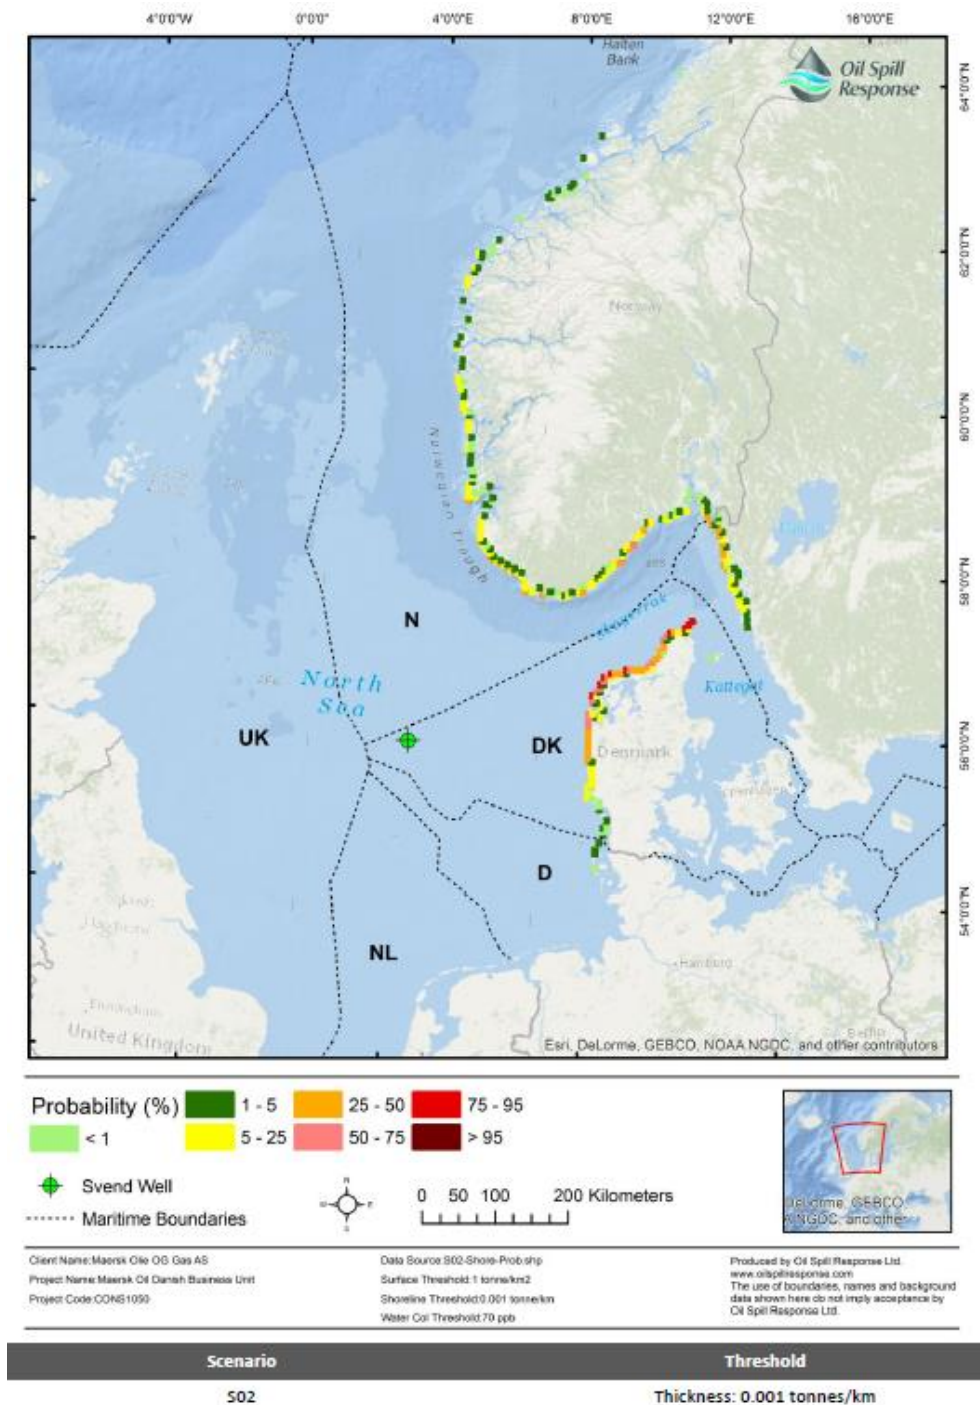 4°0'0"W 0°0'0" 4°0'0"E 8°0'0"E 12°0'0"E 16°0'0"E
Halten
Bank
Oil Spill
Response
64°0'0"N
62°0'0"N
Norway
60°0'0"N
Norwegian Trough
58°0'0"N
N
Skagerrak
North
Sea
Kattegat
UK
DK
Denmark
56°0'0"N
D
54°0'0"N
NL
Hamburg
United Kingdom
Berlin
Esri, DeLorme, GEBCO, NOAA NGDC, and other contributors
Probability (%)
1 - 5
25 - 50
75 - 95
< 1
5 - 25
50 - 75
> 95
Svend Well
Maritime Boundaries
N
E
S
0 50 100 200 Kilometers
DeLorme, GEBCO,
A NGDC, and other
Client Name:Maersk Olie OG Gas AS
Project Name:Maersk Oil Danish Business Unit
Project Code:CONS1050
Data Source:S02-Shore-Prob.shp
Surface Threshold:1 tonne/km2
Shoreline Threshold:0.001 tonne/km
Water Col Threshold:70 ppb
Produced by Oil Spill Response Ltd.
www.oilspillresponse.com
The use of boundaries, names and background
data shown here do not imply acceptance by
Oil Spill Response Ltd.
Scenario Threshold
S02 Thickness: 0.001 tonnes/km